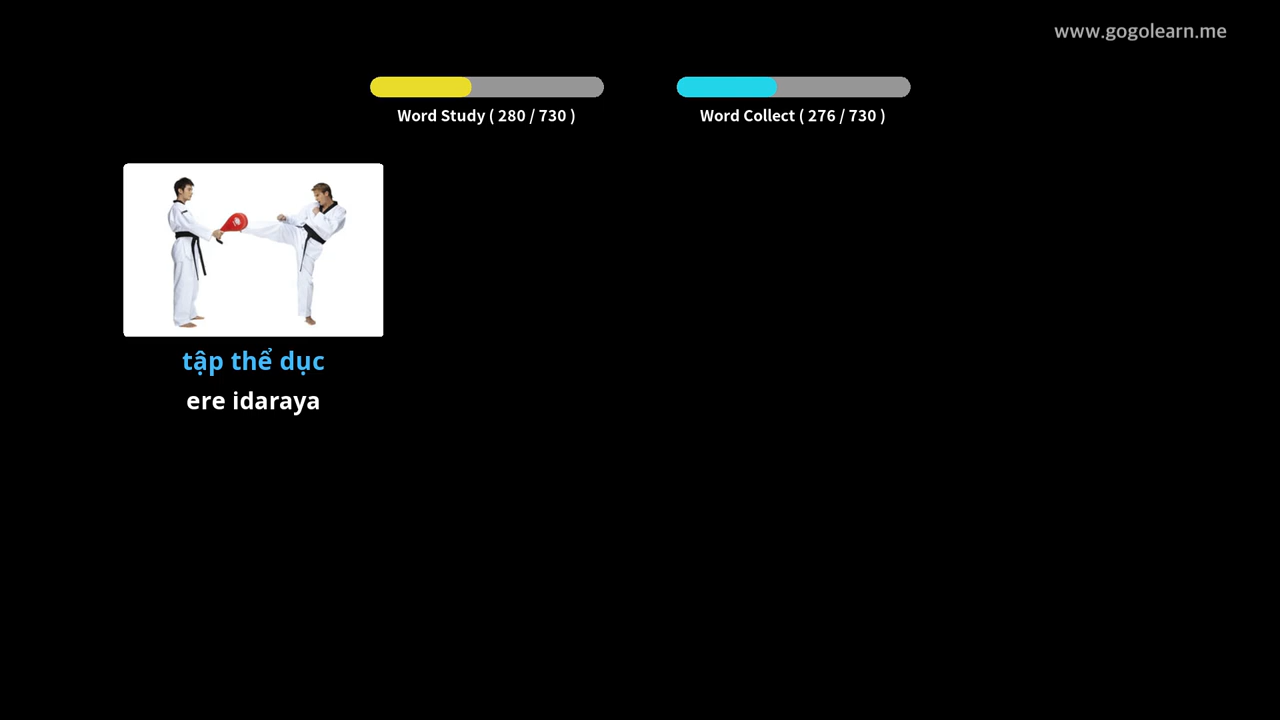 www.gogolearn.me
Word Study ( 280 / 730 )
Word Collect ( 276 / 730 )
tập thể dục
ere idaraya